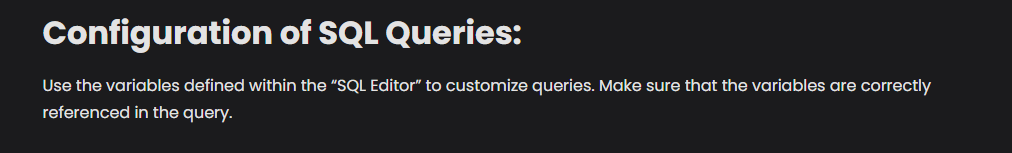 Configuration of SQL Queries:
Use the variables defined within the “SQL Editor” to customize queries. Make sure that the variables are correctly
referenced in the query.